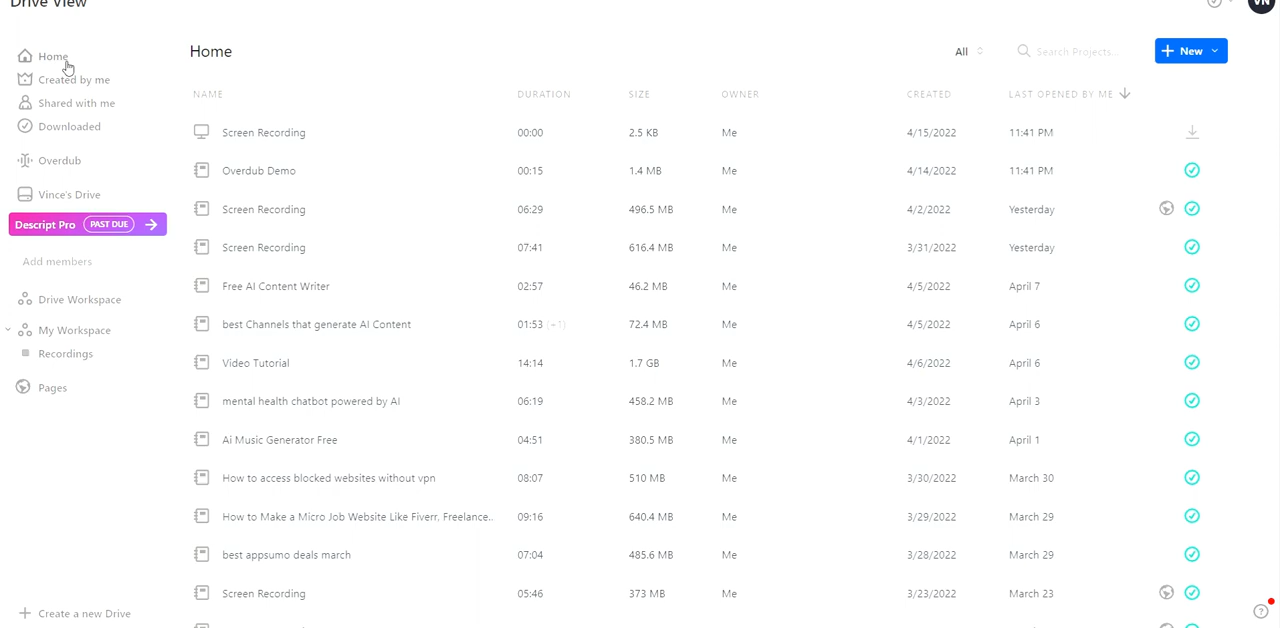 Drive View
VN
Home
Created by me
Shared with me
Downloaded
Overdub
Vince's Drive
Descript Pro PAST DUE
Add members
Drive Workspace
My Workspace
Recordings
Pages
Create a new Drive
Home
All Search Projects... New
NAME DURATION SIZE OWNER CREATED LAST OPENED BY ME
Screen Recording 00:00 2.5 KB Me 4/15/2022 11:41 PM
Overdub Demo 00:15 1.4 MB Me 4/14/2022 11:41 PM
Screen Recording 06:29 496.5 MB Me 4/2/2022 Yesterday
Screen Recording 07:41 616.4 MB Me 3/31/2022 Yesterday
Free AI Content Writer 02:57 46.2 MB Me 4/5/2022 April 7
best Channels that generate AI Content 01:53 (+1) 72.4 MB Me 4/5/2022 April 6
Video Tutorial 14:14 1.7 GB Me 4/6/2022 April 6
mental health chatbot powered by AI 06:19 458.2 MB Me 4/3/2022 April 3
Ai Music Generator Free 04:51 380.5 MB Me 4/1/2022 April 1
How to access blocked websites without vpn 08:07 510 MB Me 3/30/2022 March 30
How to Make a Micro Job Website Like Fiverr, Freelance.. 09:16 640.4 MB Me 3/29/2022 March 29
best appsumo deals march 07:04 485.6 MB Me 3/28/2022 March 29
Screen Recording 05:46 373 MB Me 3/23/2022 March 23